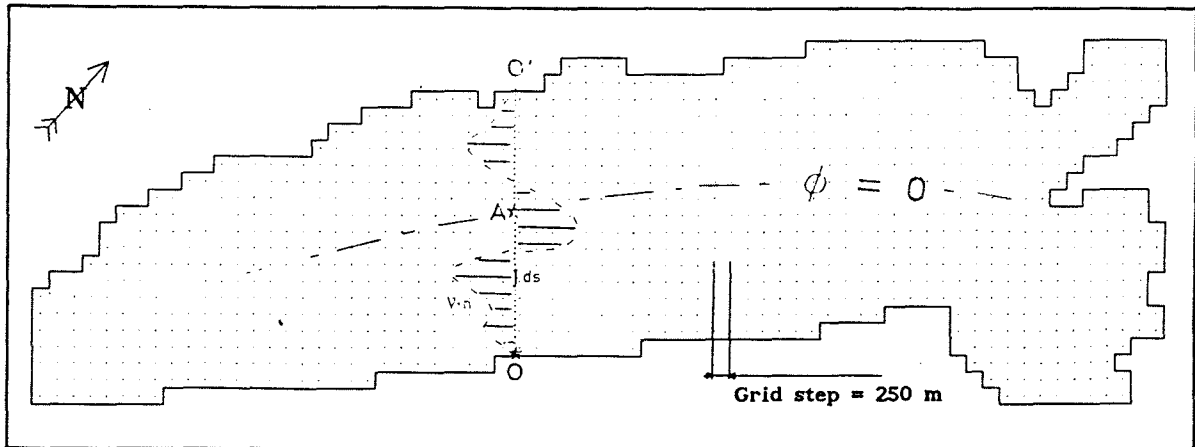 N
O'
ϕ = 0
A
ds
V·n
O
Grid step = 250 m